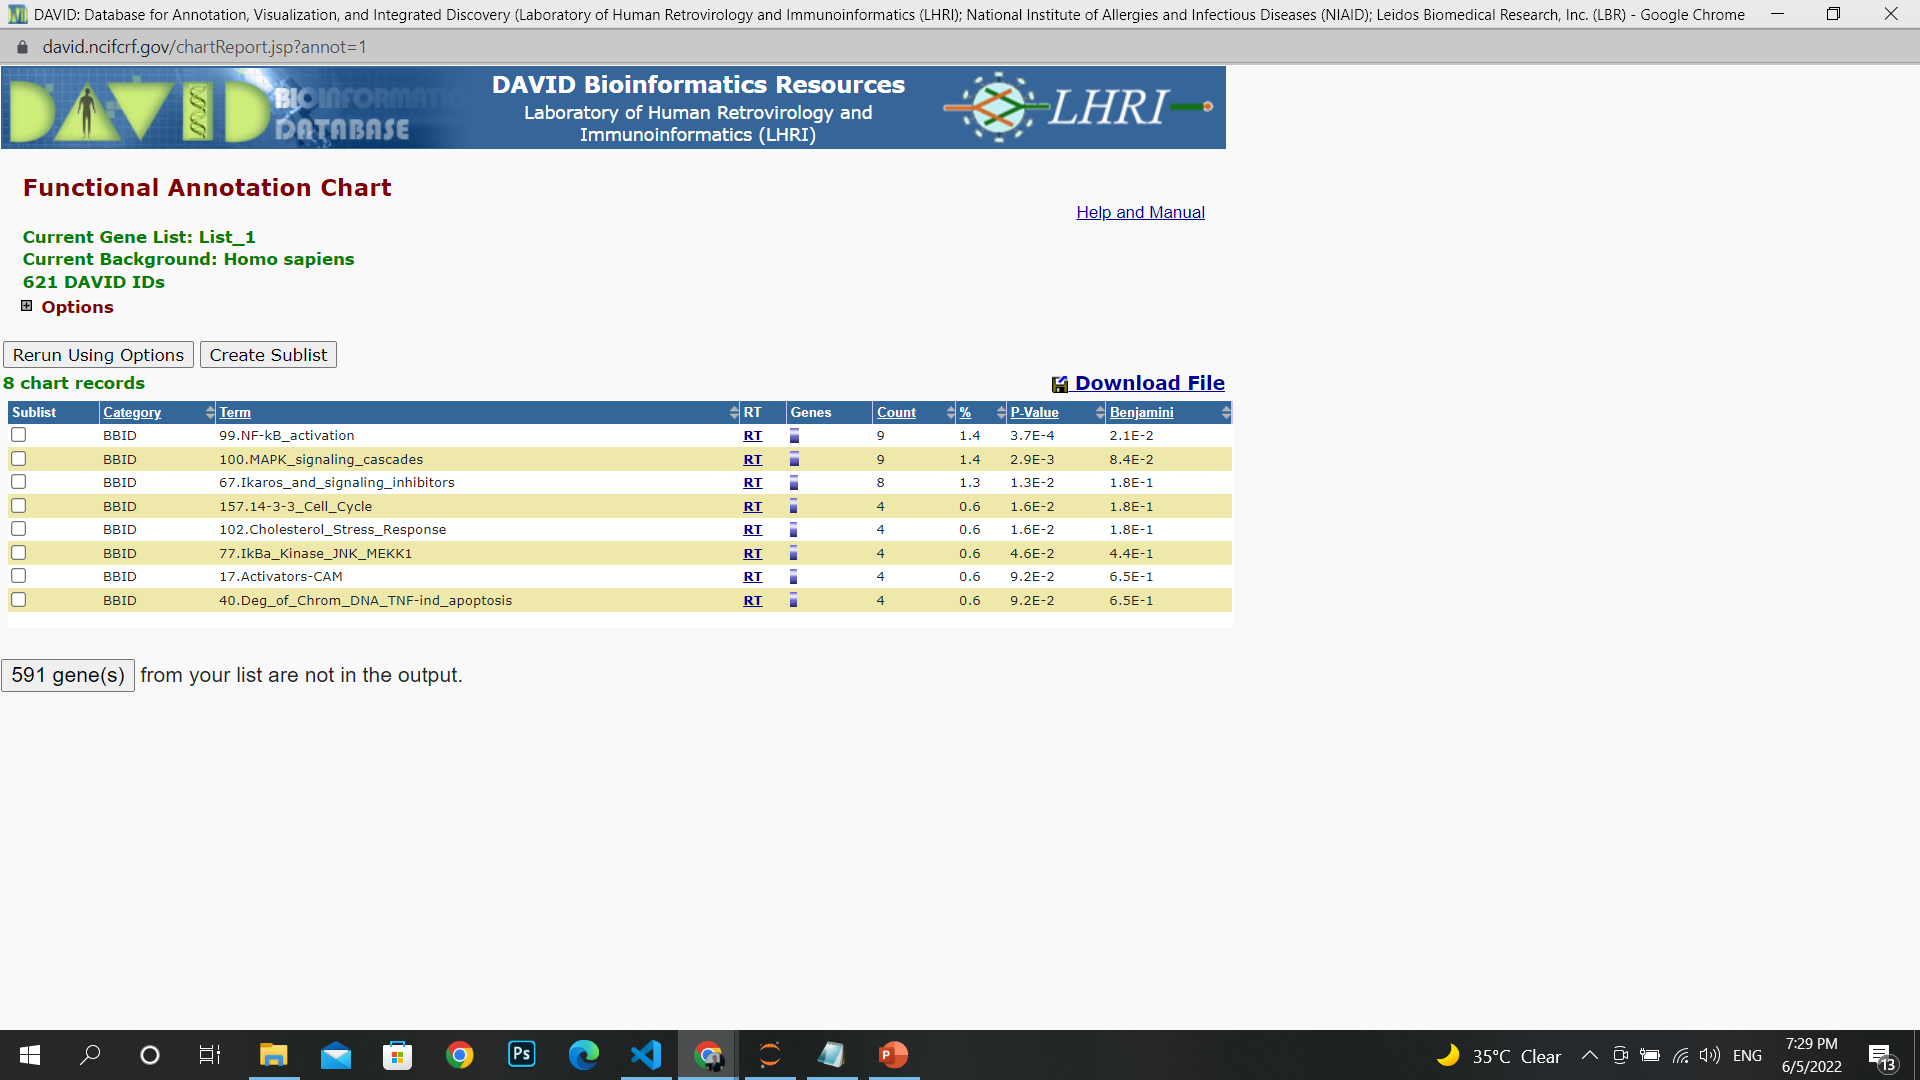 DAVID: Database for Annotation, Visualization, and Integrated Discovery (Laboratory of Human Retrovirology and Immunoinformatics (LHRI); National Institute of Allergies and Infectious Diseases (NIAID); Leidos Biomedical Research, Inc. (LBR) - Google Chrome
david.ncifcrf.gov/chartReport.jsp?annot=1
DAVID BIOINFORMATICS DATABASE
DAVID Bioinformatics Resources
Laboratory of Human Retrovirology and
Immunoinformatics (LHRI)
LHRI
Functional Annotation Chart
Help and Manual
Current Gene List: List_1
Current Background: Homo sapiens
621 DAVID IDs
Options
Rerun Using Options Create Sublist
8 chart records Download File
Sublist Category Term RT Genes Count % P-Value Benjamini
BBID 99.NF-kB_activation RT 9 1.4 3.7E-4 2.1E-2
BBID 100.MAPK_signaling_cascades RT 9 1.4 2.9E-3 8.4E-2
BBID 67.Ikaros_and_signaling_inhibitors RT 8 1.3 1.3E-2 1.8E-1
BBID 157.14-3-3_Cell_Cycle RT 4 0.6 1.6E-2 1.8E-1
BBID 102.Cholesterol_Stress_Response RT 4 0.6 1.6E-2 1.8E-1
BBID 77.IkBa_Kinase_JNK_MEKK1 RT 4 0.6 4.6E-2 4.4E-1
BBID 17.Activators-CAM RT 4 0.6 9.2E-2 6.5E-1
BBID 40.Deg_of_Chrom_DNA_TNF-ind_apoptosis RT 4 0.6 9.2E-2 6.5E-1
591 gene(s) from your list are not in the output.
Ps
P
35°C Clear
ENG
7:29 PM
6/5/2022
13